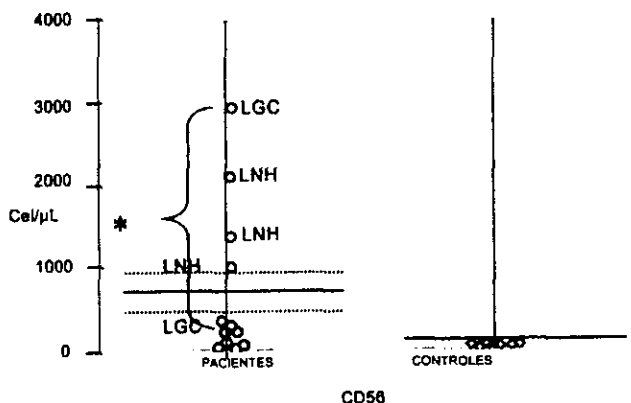 4000
3000
LGC
2000
LNH
Cel/µL
*
LNH
1000
LNH
LGC
0
PACIENTES
CONTROLES
CD56